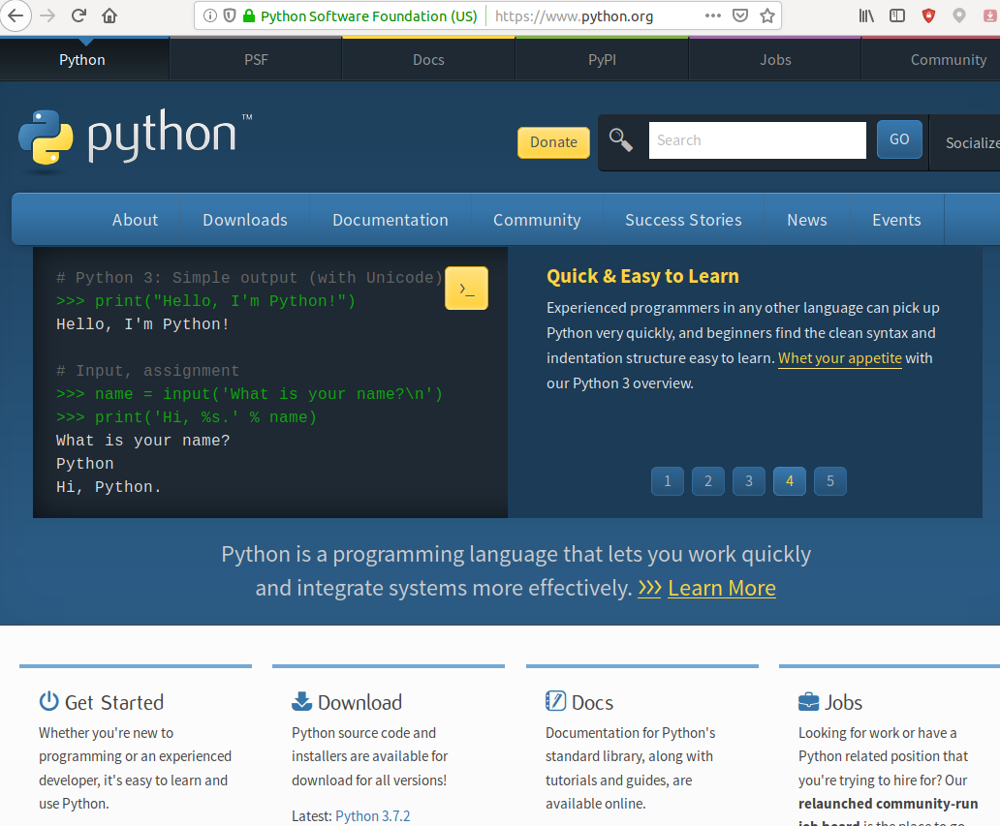 Python Software Foundation (US) https://www.python.org
Python PSF Docs PyPI Jobs Community
python™
Donate Search GO Socialize
About Downloads Documentation Community Success Stories News Events
# Python 3: Simple output (with Unicode)
>>> print("Hello, I'm Python!")
Hello, I'm Python!
# Input, assignment
>>> name = input('What is your name?\n')
>>> print('Hi, %s.' % name)
What is your name?
Python
Hi, Python.
>_
Quick & Easy to Learn
Experienced programmers in any other language can pick up
Python very quickly, and beginners find the clean syntax and
indentation structure easy to learn. Whet your appetite with
our Python 3 overview.
1 2 3 4 5
Python is a programming language that lets you work quickly
and integrate systems more effectively. >>> Learn More
Get Started
Whether you're new to
programming or an experienced
developer, it's easy to learn and
use Python.
Download
Python source code and
installers are available for
download for all versions!
Latest: Python 3.7.2
Docs
Documentation for Python's
standard library, along with
tutorials and guides, are
available online.
Jobs
Looking for work or have a
Python related position that
you're trying to hire for? Our
relaunched community-run
job board is the place to go.